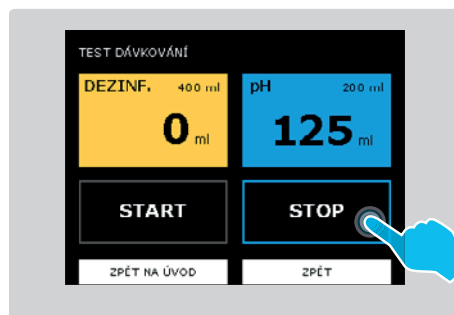 TEST DÁVKOVÁNÍ
DEZINF. 400 ml
0 ml
pH 200 ml
125 ml
START
STOP
ZPĚT NA ÚVOD
ZPĚT